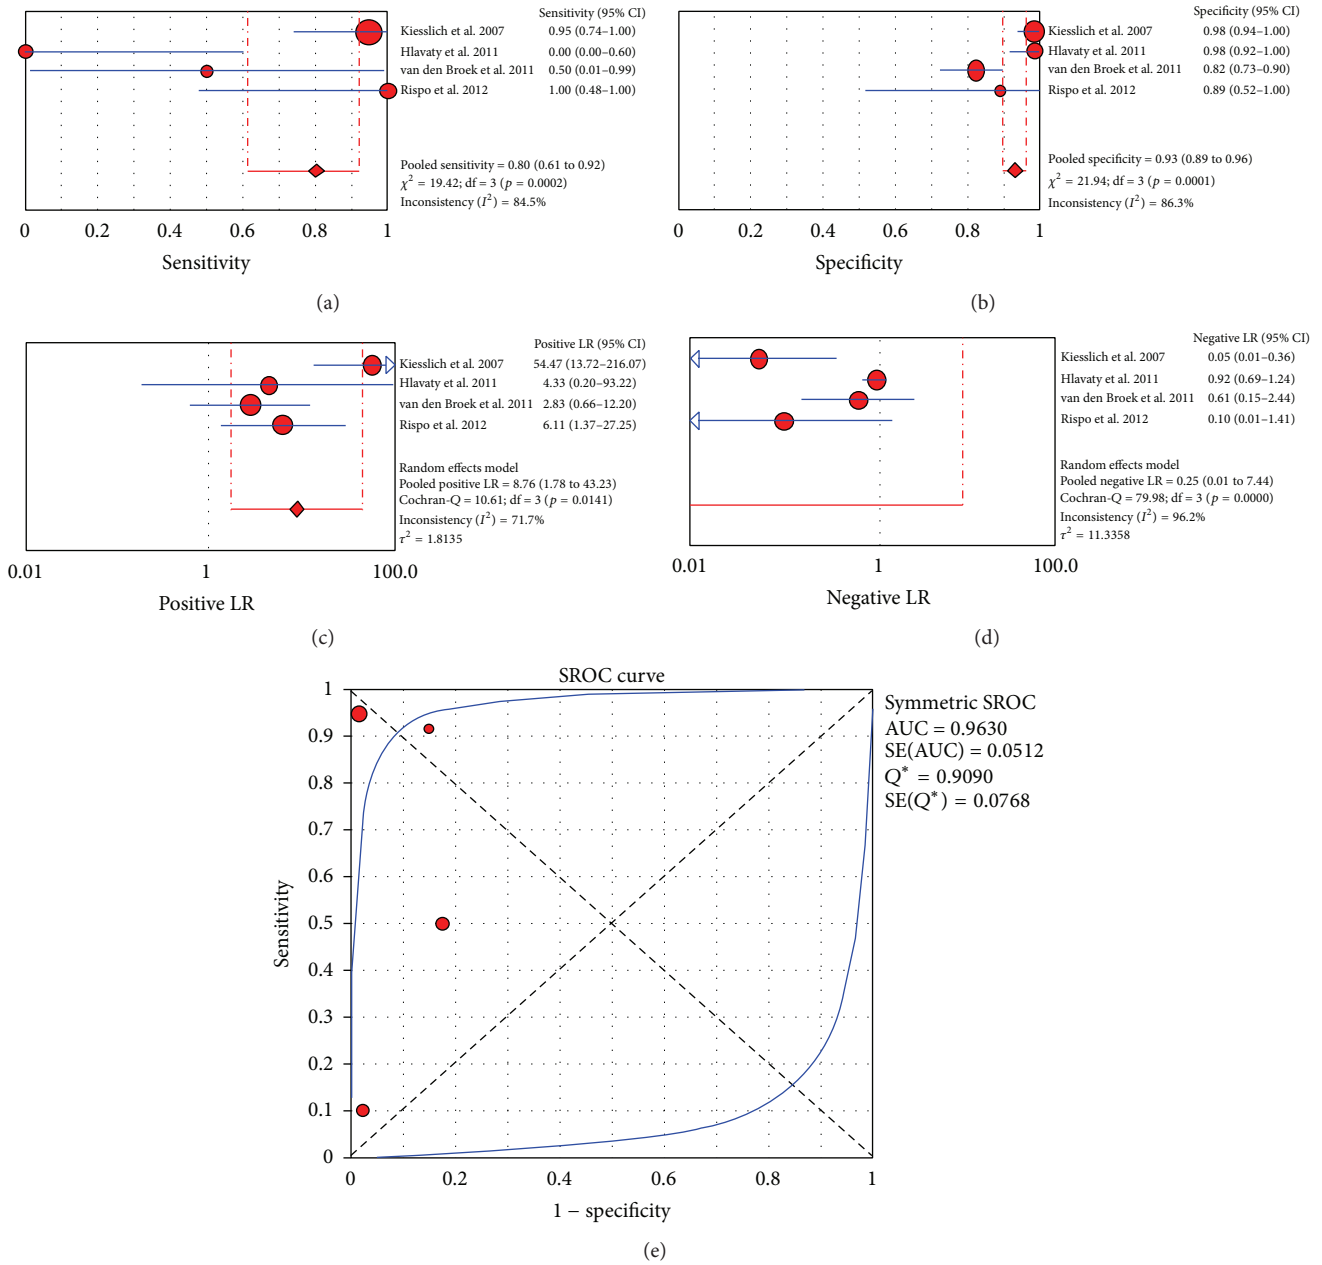 Sensitivity (95% CI)
Kiesslich et al. 2007 0.95 (0.74–1.00)
Hlavaty et al. 2011 0.00 (0.00–0.60)
van den Broek et al. 2011 0.50 (0.01–0.99)
Rispo et al. 2012 1.00 (0.48–1.00)
Pooled sensitivity = 0.80 (0.61 to 0.92)
χ² = 19.42; df = 3 (p = 0.0002)
Inconsistency (I²) = 84.5%
0 0.2 0.4 0.6 0.8 1
Sensitivity
(a)
Specificity (95% CI)
Kiesslich et al. 2007 0.98 (0.94–1.00)
Hlavaty et al. 2011 0.98 (0.92–1.00)
van den Broek et al. 2011 0.82 (0.73–0.90)
Rispo et al. 2012 0.89 (0.52–1.00)
Pooled specificity = 0.93 (0.89 to 0.96)
χ² = 21.94; df = 3 (p = 0.0001)
Inconsistency (I²) = 86.3%
0 0.2 0.4 0.6 0.8 1
Specificity
(b)
Positive LR (95% CI)
Kiesslich et al. 2007 54.47 (13.72–216.07)
Hlavaty et al. 2011 4.33 (0.20–93.22)
van den Broek et al. 2011 2.83 (0.66–12.20)
Rispo et al. 2012 6.11 (1.37–27.25)
Random effects model
Pooled positive LR = 8.76 (1.78 to 43.23)
Cochran-Q = 10.61; df = 3 (p = 0.0141)
Inconsistency (I²) = 71.7%
τ² = 1.8135
0.01 1 100.0
Positive LR
(c)
Negative LR (95% CI)
Kiesslich et al. 2007 0.05 (0.01–0.36)
Hlavaty et al. 2011 0.92 (0.69–1.24)
van den Broek et al. 2011 0.61 (0.15–2.44)
Rispo et al. 2012 0.10 (0.01–1.41)
Random effects model
Pooled negative LR = 0.25 (0.01 to 7.44)
Cochran-Q = 79.98; df = 3 (p = 0.0000)
Inconsistency (I²) = 96.2%
τ² = 11.3358
0.01 1 100.0
Negative LR
(d)
SROC curve
1
0.9
0.8
0.7
0.6
0.5
0.4
0.3
0.2
0.1
0
Sensitivity
0 0.2 0.4 0.6 0.8 1
1 − specificity
Symmetric SROC
AUC = 0.9630
SE(AUC) = 0.0512
Q* = 0.9090
SE(Q*) = 0.0768
(e)